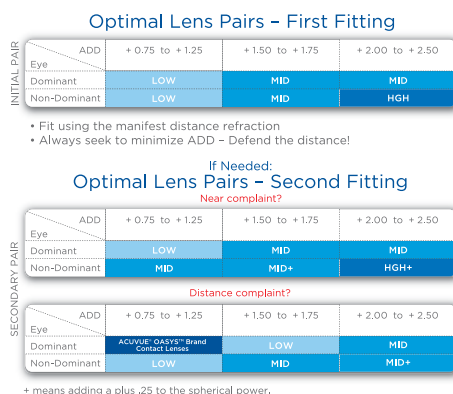 Optimal Lens Pairs – First Fitting
INITIAL PAIR
ADD + 0.75 to + 1.25 + 1.50 to + 1.75 + 2.00 to + 2.50
Eye
Dominant LOW MID MID
Non-Dominant LOW MID HGH
• Fit using the manifest distance refraction
• Always seek to minimize ADD – Defend the distance!
If Needed:
Optimal Lens Pairs – Second Fitting
Near complaint?
SECONDARY PAIR
ADD + 0.75 to + 1.25 + 1.50 to + 1.75 + 2.00 to + 2.50
Eye
Dominant LOW MID MID
Non-Dominant MID MID+ HGH+
Distance complaint?
ADD + 0.75 to + 1.25 + 1.50 to + 1.75 + 2.00 to + 2.50
Eye
Dominant ACUVUE® OASYS™ Brand Contact Lenses LOW MID
Non-Dominant LOW MID MID+
+ means adding a plus .25 to the spherical power.